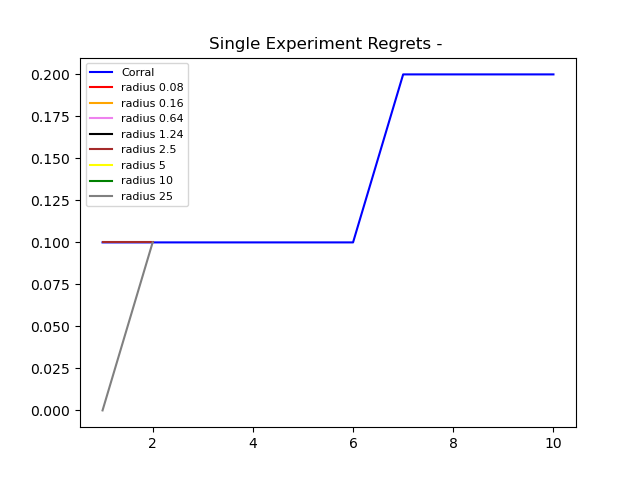 Single Experiment Regrets -
0.200
0.175
0.150
0.125
0.100
0.075
0.050
0.025
0.000
Corral
radius 0.08
radius 0.16
radius 0.64
radius 1.24
radius 2.5
radius 5
radius 10
radius 25
2 4 6 8 10